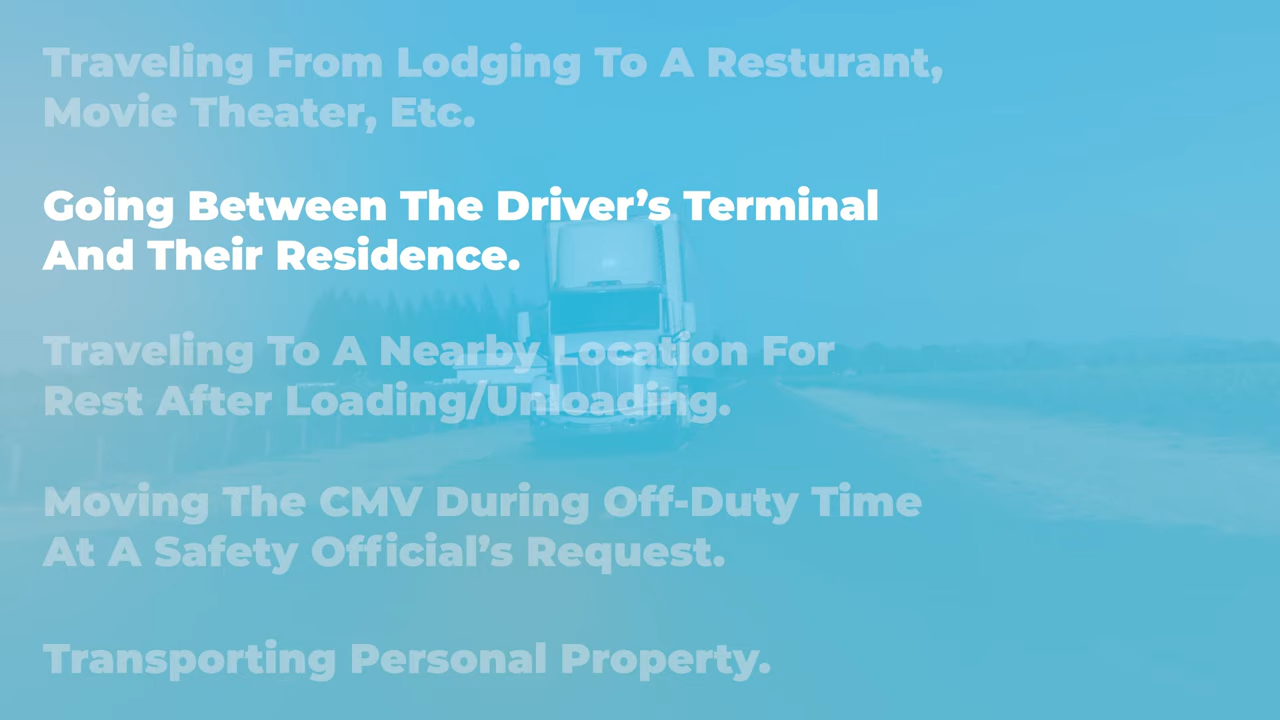 Traveling From Lodging To A Resturant,
Movie Theater, Etc.
Going Between The Driver’s Terminal
And Their Residence.
Traveling To A Nearby Location For
Rest After Loading/Unloading.
Moving The CMV During Off-Duty Time
At A Safety Official’s Request.
Transporting Personal Property.